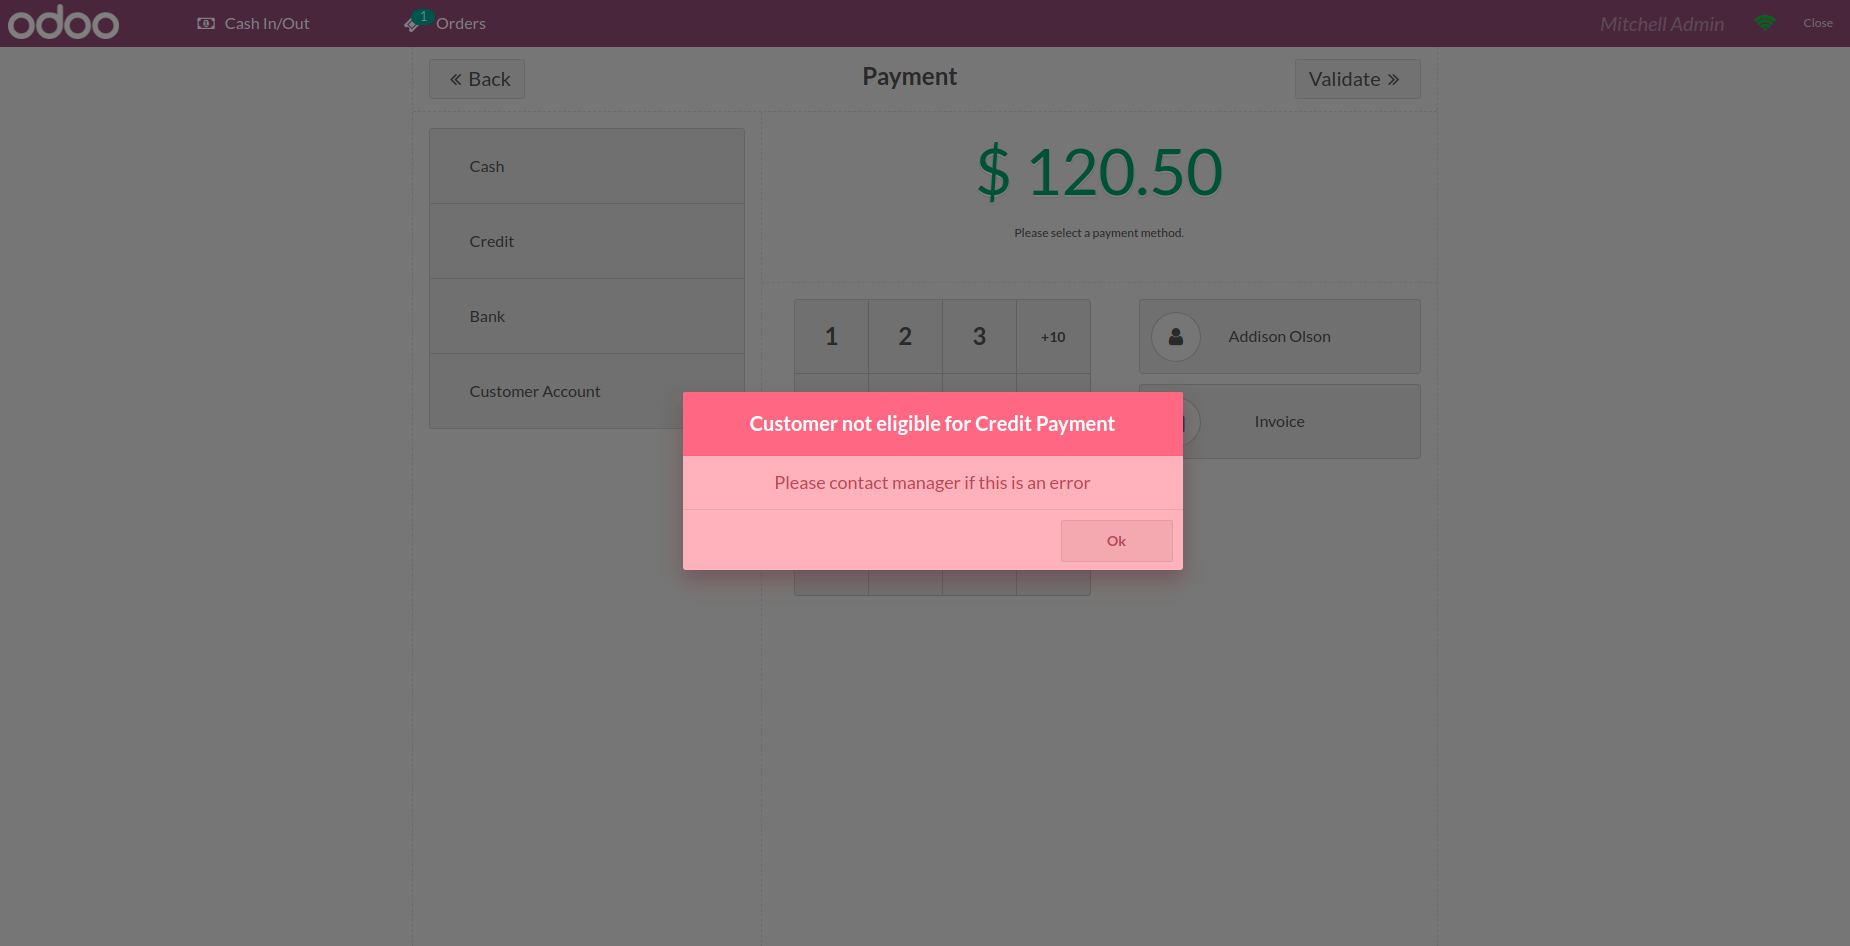 odoo
Cash In/Out
1
Orders
Mitchell Admin
Close
Back
Payment
Validate
Cash
Credit
Bank
Customer Account
$ 120.50
Please select a payment method.
1 2 3 +10
Addison Olson
Invoice
Customer not eligible for Credit Payment
Please contact manager if this is an error
Ok